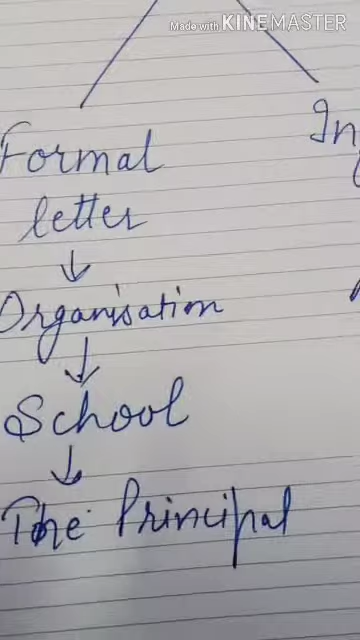 Made with KINEMASTER
Formal
letter
Organisation
School
The Principal